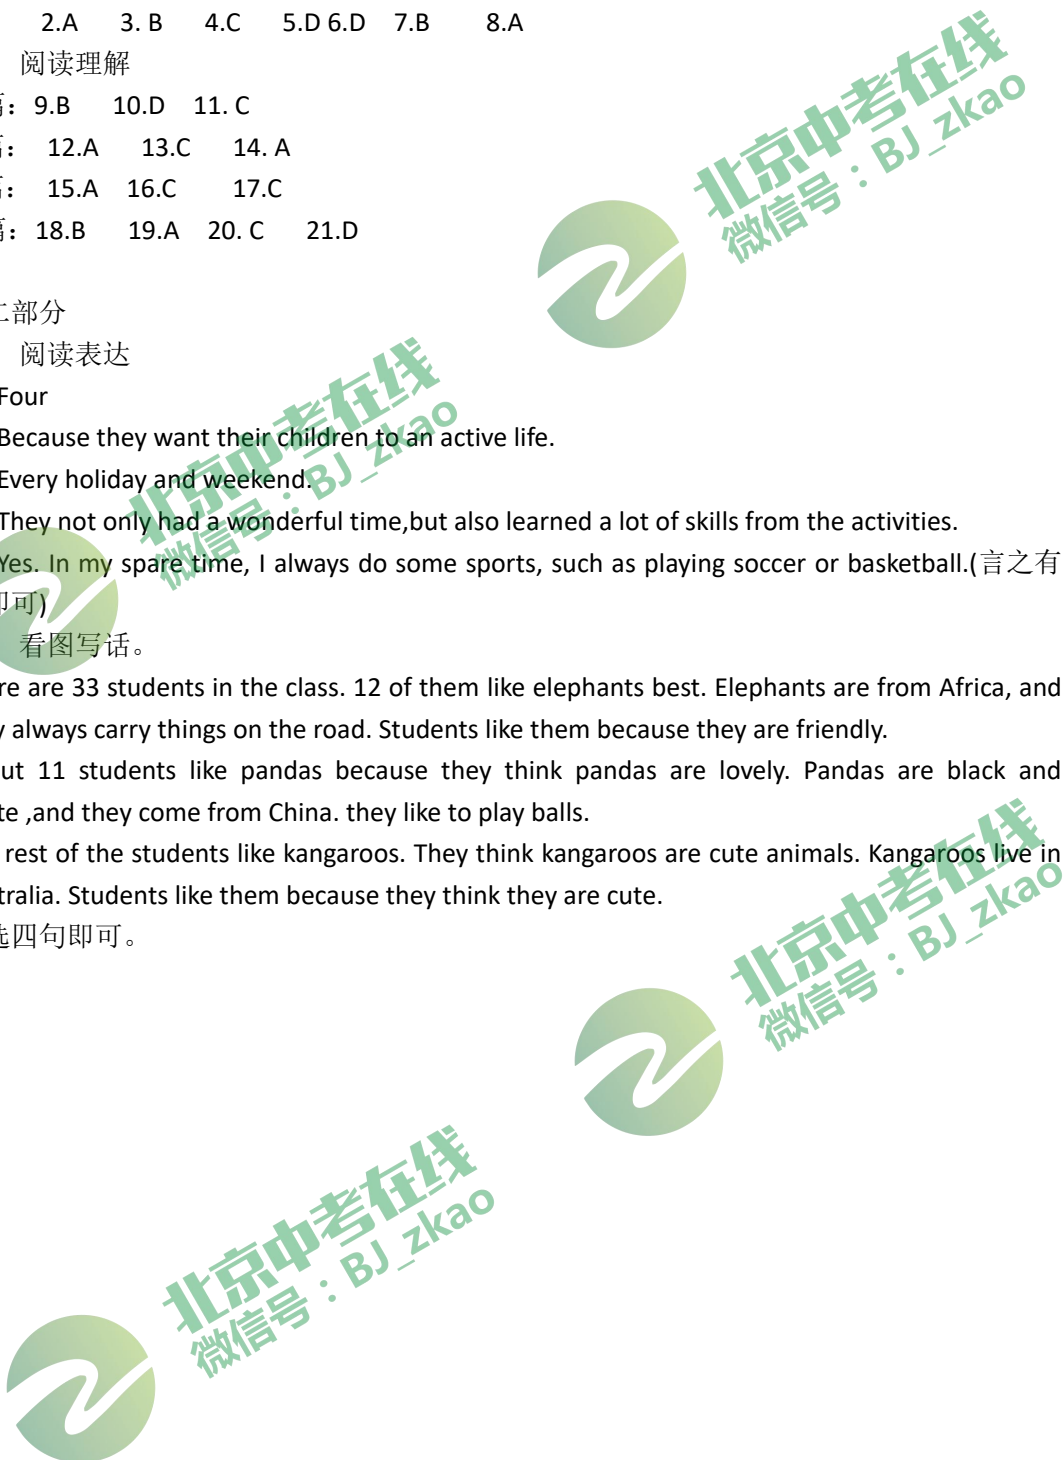 2.A 3. B 4.C 5.D 6.D 7.B 8.A
阅读理解
篇：9.B 10.D 11. C
篇： 12.A 13.C 14. A
篇： 15.A 16.C 17.C
篇：18.B 19.A 20. C 21.D
二部分
阅读表达
Four
Because they want their children to an active life.
Every holiday and weekend.
They not only had a wonderful time,but also learned a lot of skills from the activities.
Yes. In my spare time, I always do some sports, such as playing soccer or basketball.(言之有
即可)
看图写话。
re are 33 students in the class. 12 of them like elephants best. Elephants are from Africa, and
y always carry things on the road. Students like them because they are friendly.
ut 11 students like pandas because they think pandas are lovely. Pandas are black and
te ,and they come from China. they like to play balls.
rest of the students like kangaroos. They think kangaroos are cute animals. Kangaroos live in
tralia. Students like them because they think they are cute.
选四句即可。
北京中考在线
微信号：BJ_zkao
北京中考在线
微信号：BJ_zkao
北京中考在线
微信号：BJ_zkao
北京中考在线
微信号：BJ_zkao